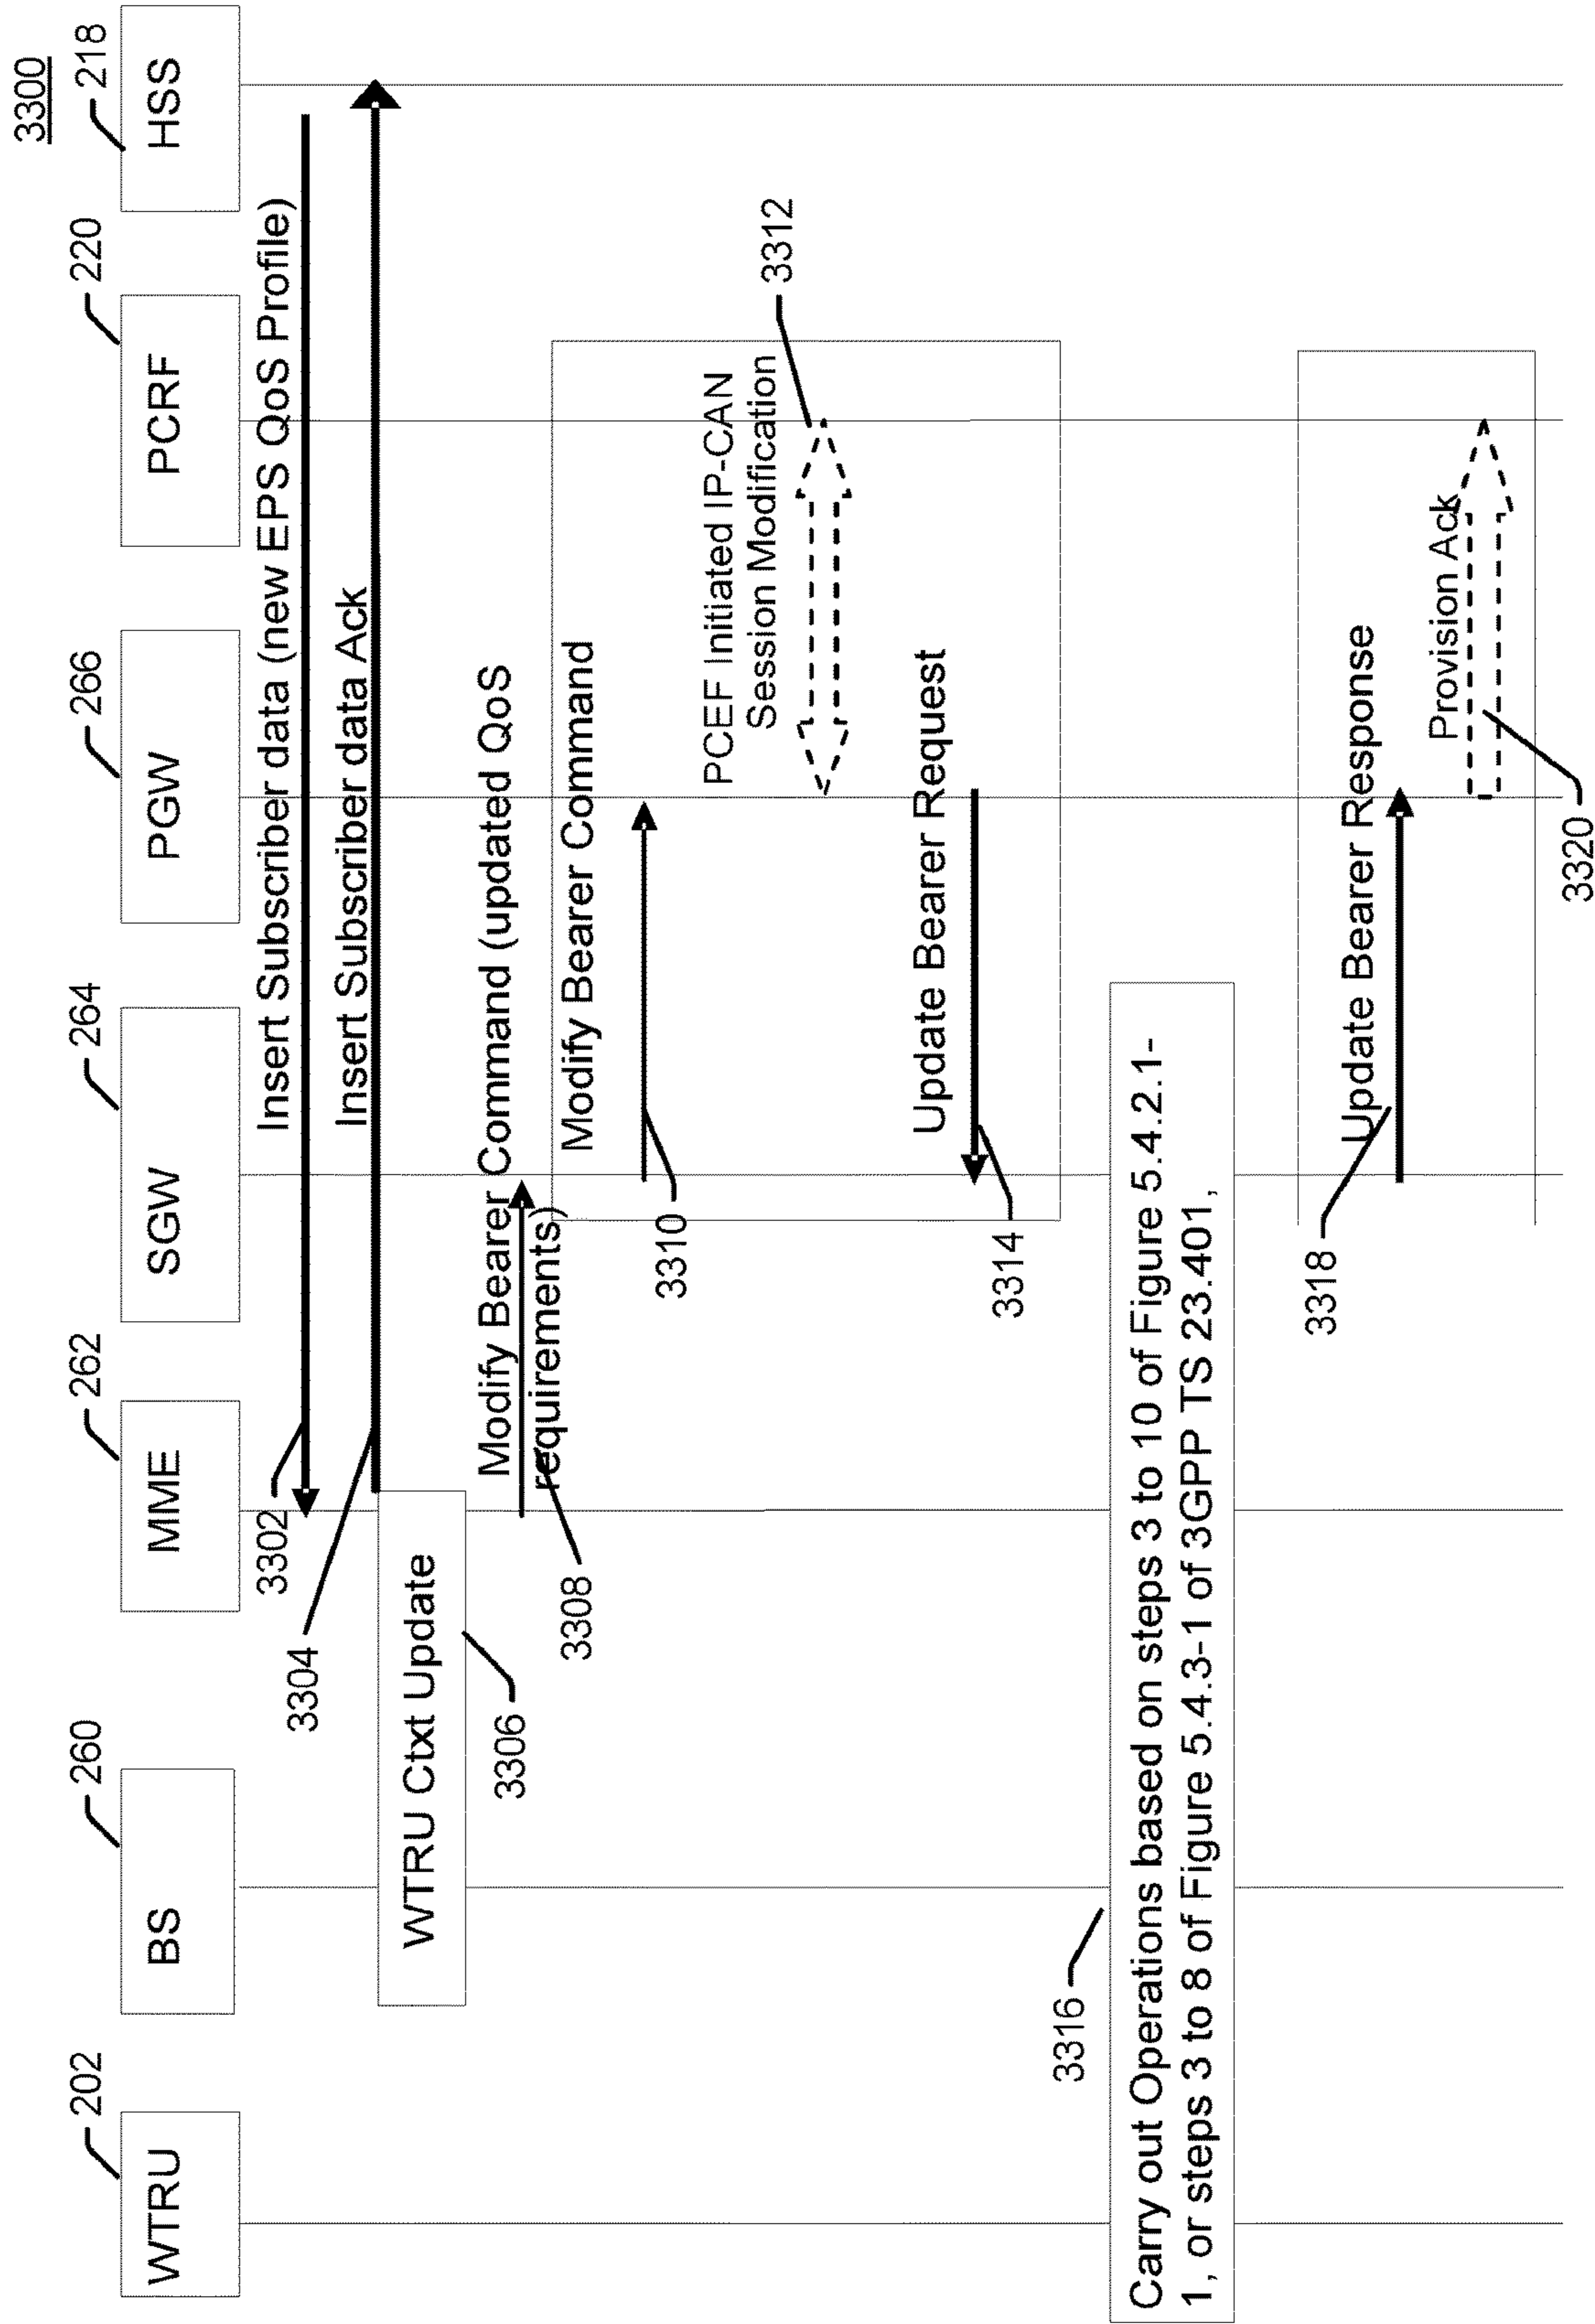 3300
202
260
262
264
266
220
218
WTRU
BS
MME
SGW
PGW
PCRF
HSS
Insert Subscriber data (new EPS QoS Profile)
3302
Insert Subscriber data Ack
3304
WTRU Ctxt Update
3306
Modify Bearer Command (updated QoS
requirements)
3308
Modify Bearer Command
3310
PCEF Initiated IP-CAN
Session Modification
3312
Update Bearer Request
3314
3316
Carry out Operations based on steps 3 to 10 of Figure 5.4.2.1-
1, or steps 3 to 8 of Figure 5.4.3-1 of 3GPP TS 23.401,
Update Bearer Response
3318
Provision Ack
3320